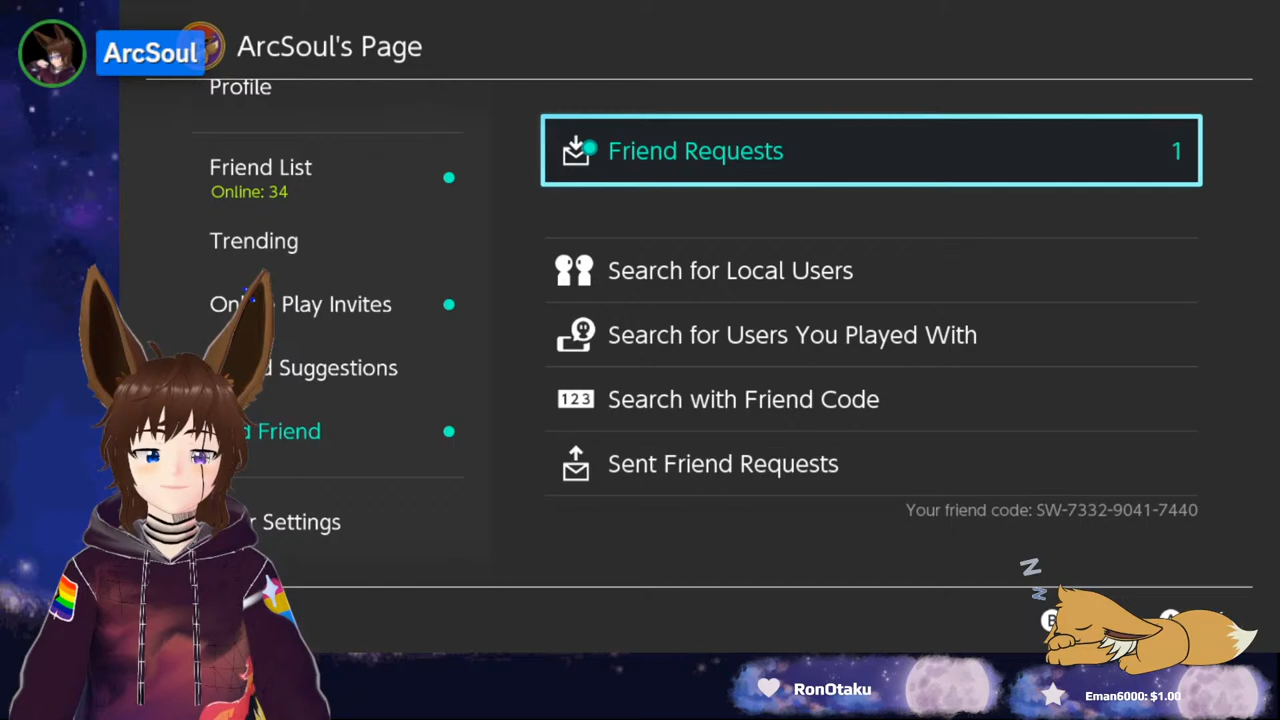 ArcSoul
ArcSoul's Page
Profile
Friend List
Online: 34
Trending
Play Invites
Suggestions
Friend
Settings
Friend Requests 1
Search for Local Users
Search for Users You Played With
123 Search with Friend Code
Sent Friend Requests
Your friend code: SW-7332-9041-7440
Z
Z
B
RonOtaku
Eman6000: $1.00